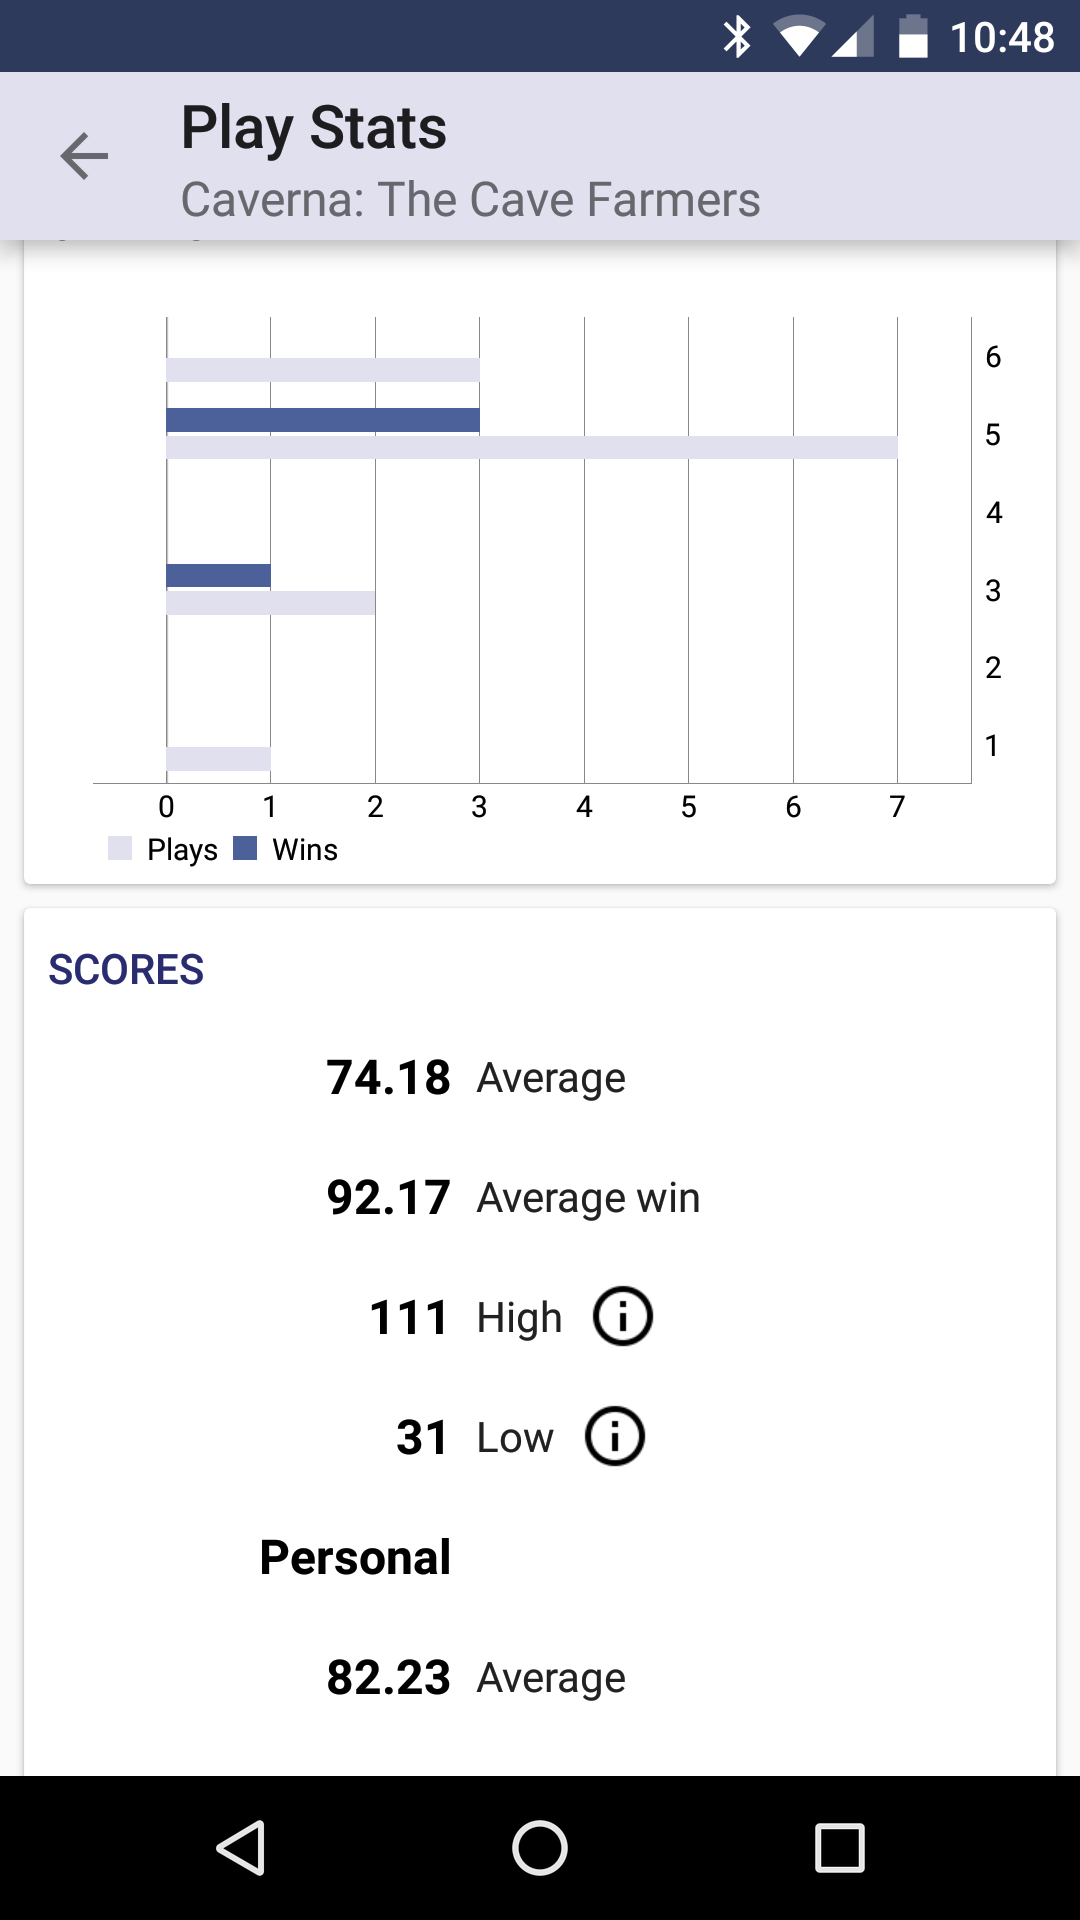 10:48
Play Stats
Caverna: The Cave Farmers
6
5
4
3
2
1
0 1 2 3 4 5 6 7
Plays Wins
SCORES
74.18 Average
92.17 Average win
111 High
31 Low
Personal
82.23 Average